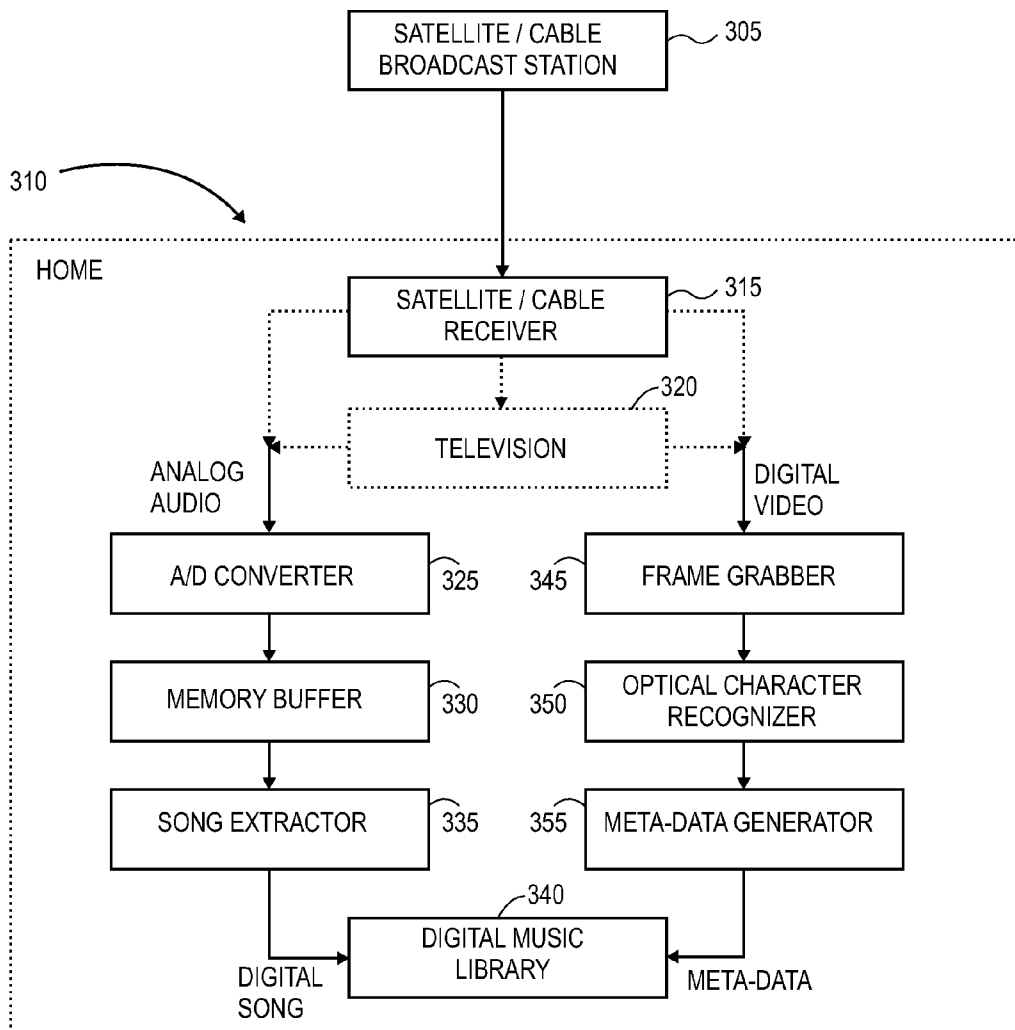 SATELLITE / CABLE
BROADCAST STATION
305
310
HOME
SATELLITE / CABLE
RECEIVER
315
320
TELEVISION
ANALOG
AUDIO
DIGITAL
VIDEO
A/D CONVERTER
325
345
FRAME GRABBER
MEMORY BUFFER
330
350
OPTICAL CHARACTER
RECOGNIZER
SONG EXTRACTOR
335
355
META-DATA GENERATOR
340
DIGITAL MUSIC
LIBRARY
DIGITAL
SONG
META-DATA